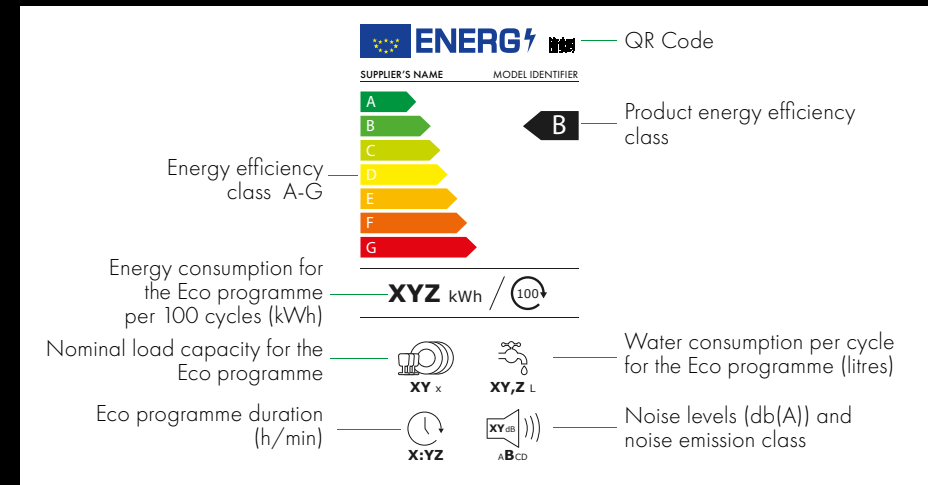 ENERG
QR Code
SUPPLIER'S NAME MODEL IDENTIFIER
A
B
C
D
E
F
G
B
Product energy efficiency
class
Energy efficiency
class A-G
Energy consumption for
the Eco programme
per 100 cycles (kWh)
XYZ kWh / 100
Nominal load capacity for the
Eco programme
XY x
XY,Z L
Water consumption per cycle
for the Eco programme (litres)
Eco programme duration
(h/min)
X:YZ
XY dB
ABCD
Noise levels (db(A)) and
noise emission class